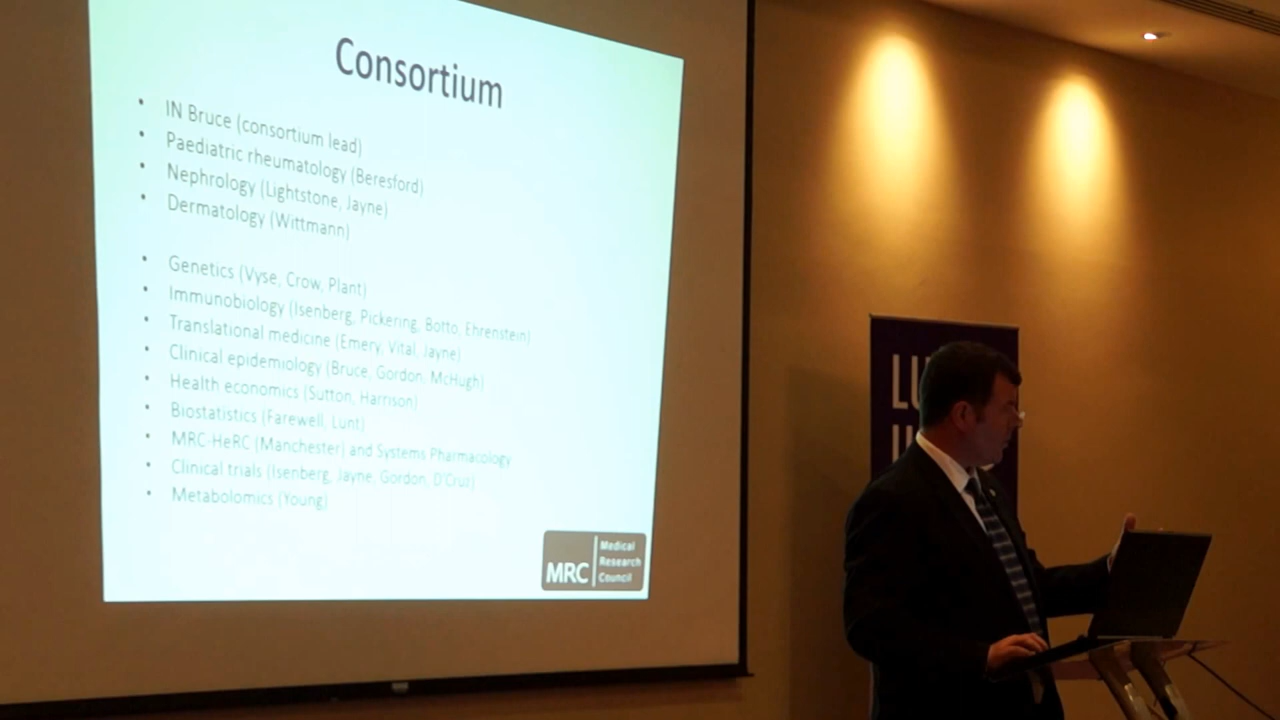 Consortium
• IN Bruce (consortium lead)
• Paediatric rheumatology (Beresford)
• Nephrology (Lightstone, Jayne)
• Dermatology (Wittmann)
• Genetics (Vyse, Crow, Plant)
• Immunobiology (Isenberg, Pickering, Botto, Ehrenstein)
• Translational medicine (Emery, Vital, Jayne)
• Clinical epidemiology (Bruce, Gordon, McHugh)
• Health economics (Sutton, Harrison)
• Biostatistics (Farewell, Lunt)
• MRC-HeRC (Manchester) and Systems Pharmacology
• Clinical trials (Isenberg, Jayne, Gordon, D'Cruz)
• Metabolomics (Young)
MRC
Medical
Research
Council